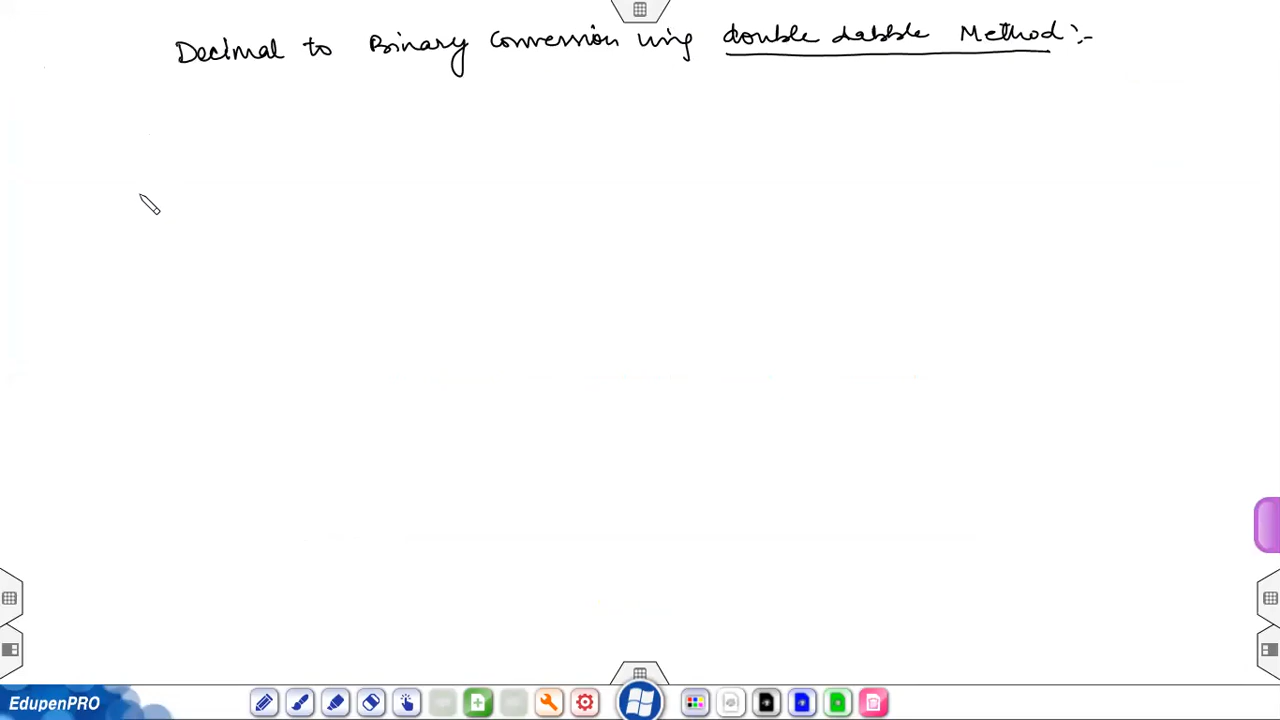 Decimal to Binary Conversion using double dabble Method :-
EdupenPRO